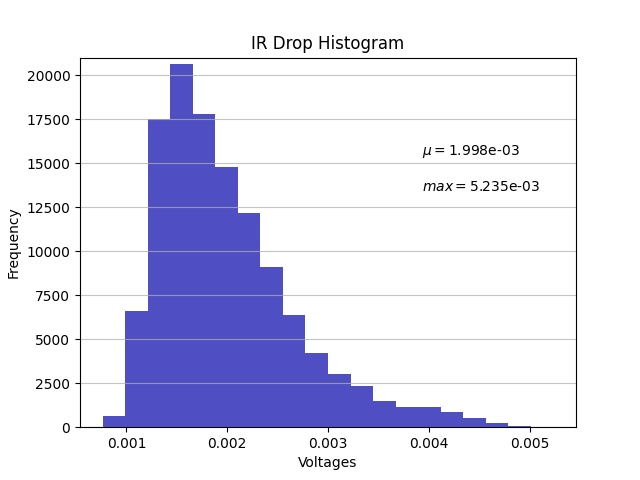 IR Drop Histogram
20000
17500
15000
12500
10000
7500
5000
2500
0
Frequency
μ = 1.998e-03
max = 5.235e-03
0.001 0.002 0.003 0.004 0.005
Voltages